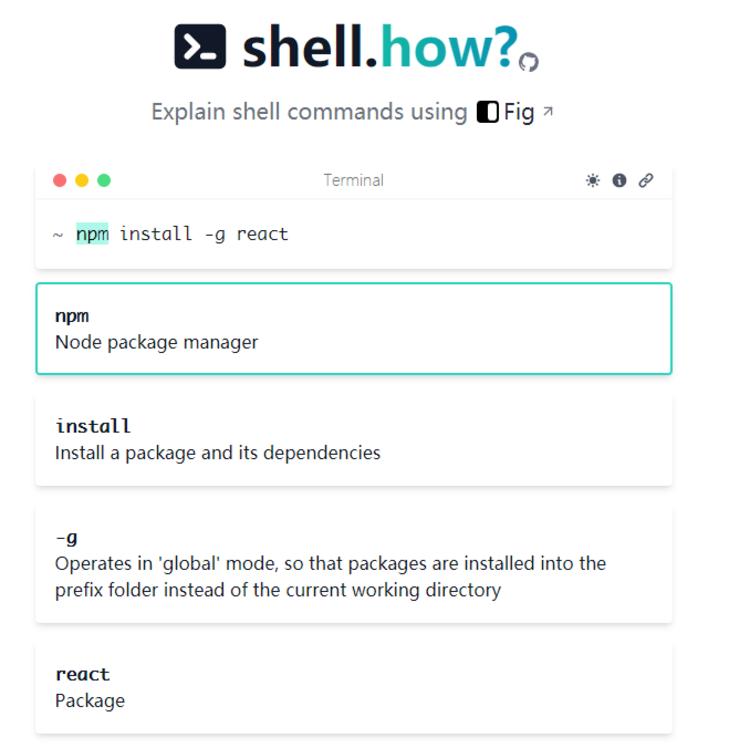 shell.how?
Explain shell commands using Fig ↗
Terminal
~ npm install -g react
npm
Node package manager
install
Install a package and its dependencies
-g
Operates in 'global' mode, so that packages are installed into the
prefix folder instead of the current working directory
react
Package